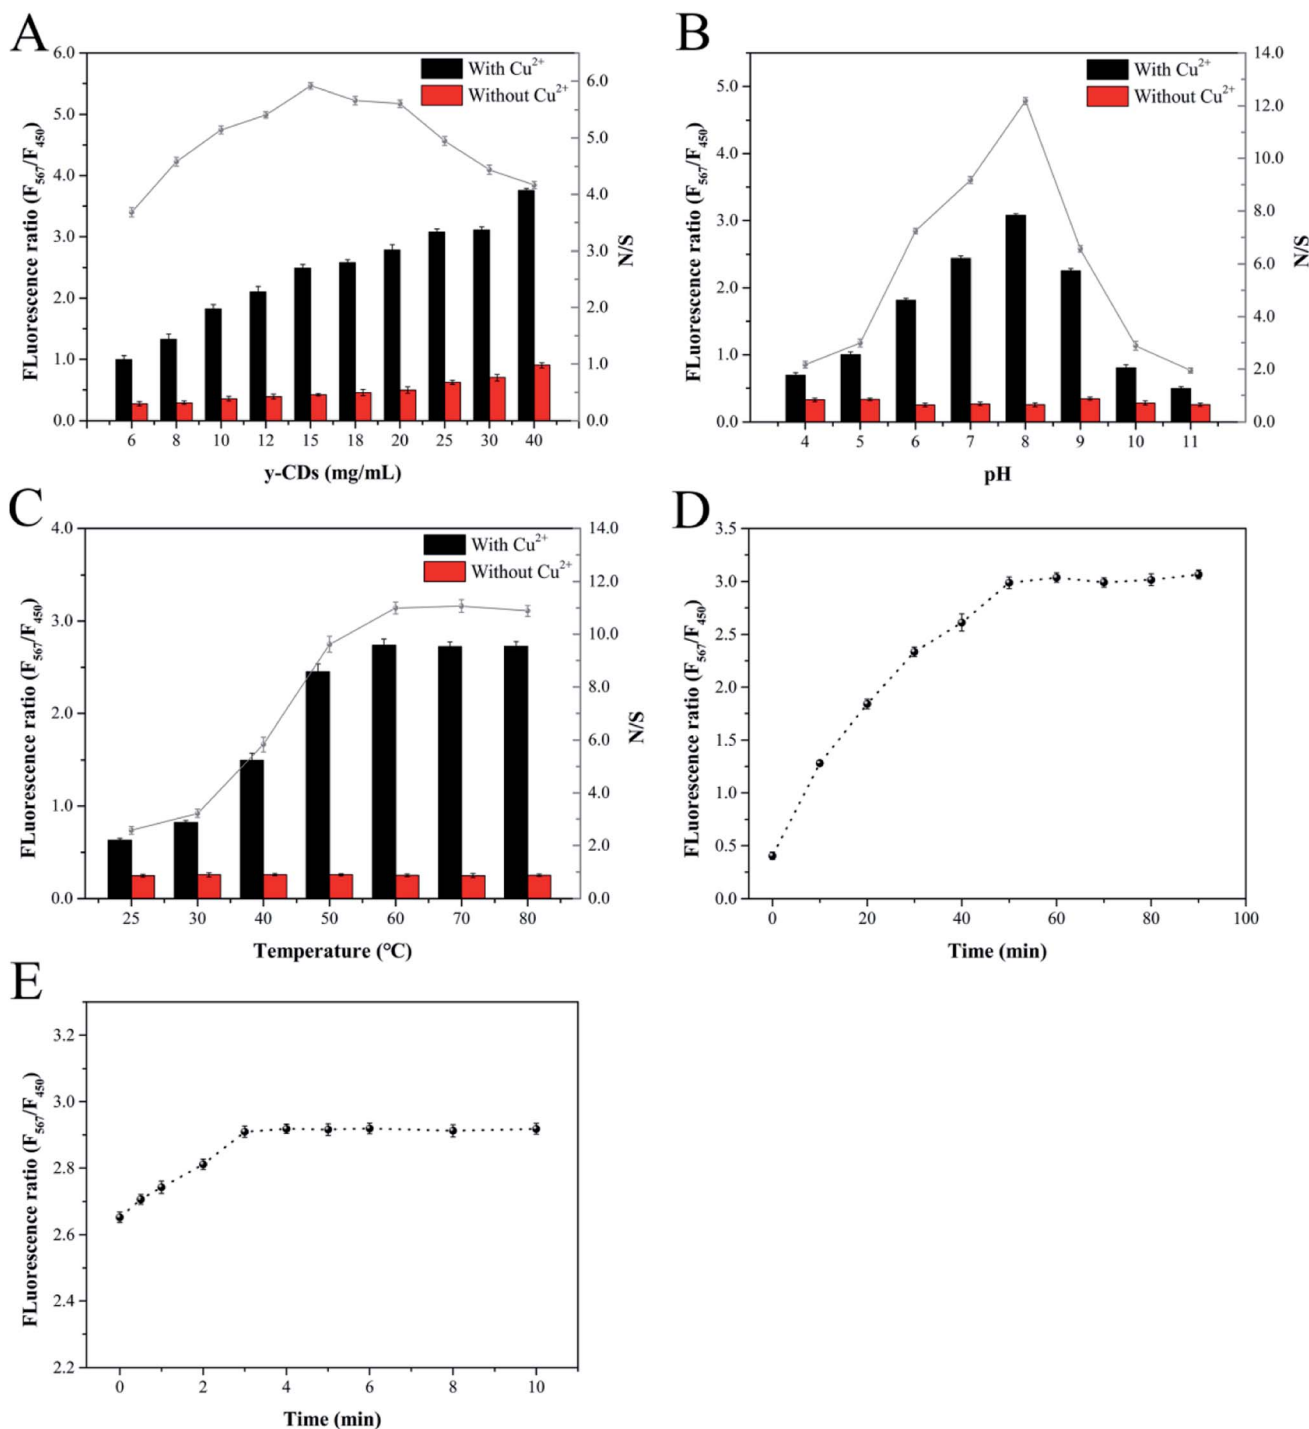 A
6.0
5.0
4.0
3.0
2.0
1.0
0.0
FLuorescence ratio (F567/F450)
With Cu2+
Without Cu2+
6.0
5.0
4.0
3.0
2.0
1.0
0.0
S/N
6 8 10 12 15 18 20 25 30 40
y-CDs (mg/mL)
B
5.0
4.0
3.0
2.0
1.0
0.0
FLuorescence ratio (F567/F450)
With Cu2+
Without Cu2+
14.0
12.0
10.0
8.0
6.0
4.0
2.0
0.0
S/N
4 5 6 7 8 9 10 11
pH
C
4.0
3.0
2.0
1.0
0.0
FLuorescence ratio (F567/F450)
With Cu2+
Without Cu2+
14.0
12.0
10.0
8.0
6.0
4.0
2.0
0.0
S/N
25 30 40 50 60 70 80
Temperature (°C)
D
3.5
3.0
2.5
2.0
1.5
1.0
0.5
0.0
FLuorescence ratio (F567/F450)
0 20 40 60 80 100
Time (min)
E
3.2
3.0
2.8
2.6
2.4
2.2
FLuorescence ratio (F567/F450)
0 2 4 6 8 10
Time (min)